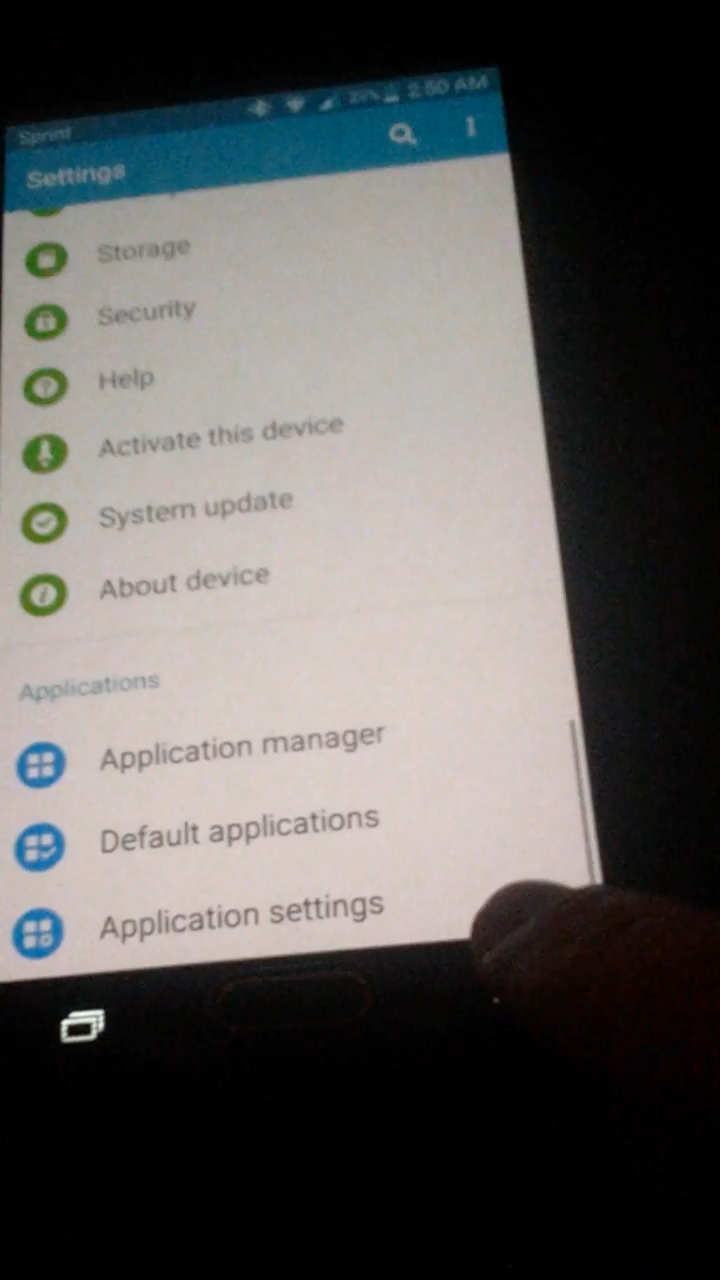 Sprint 2:50 AM
Settings
Storage
Security
Help
Activate this device
System update
About device
Applications
Application manager
Default applications
Application settings